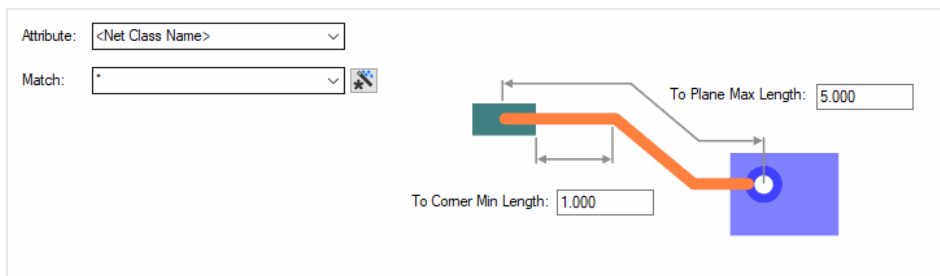 Attribute: <Net Class Name>
Match: *
To Plane Max Length: 5.000
To Corner Min Length: 1.000